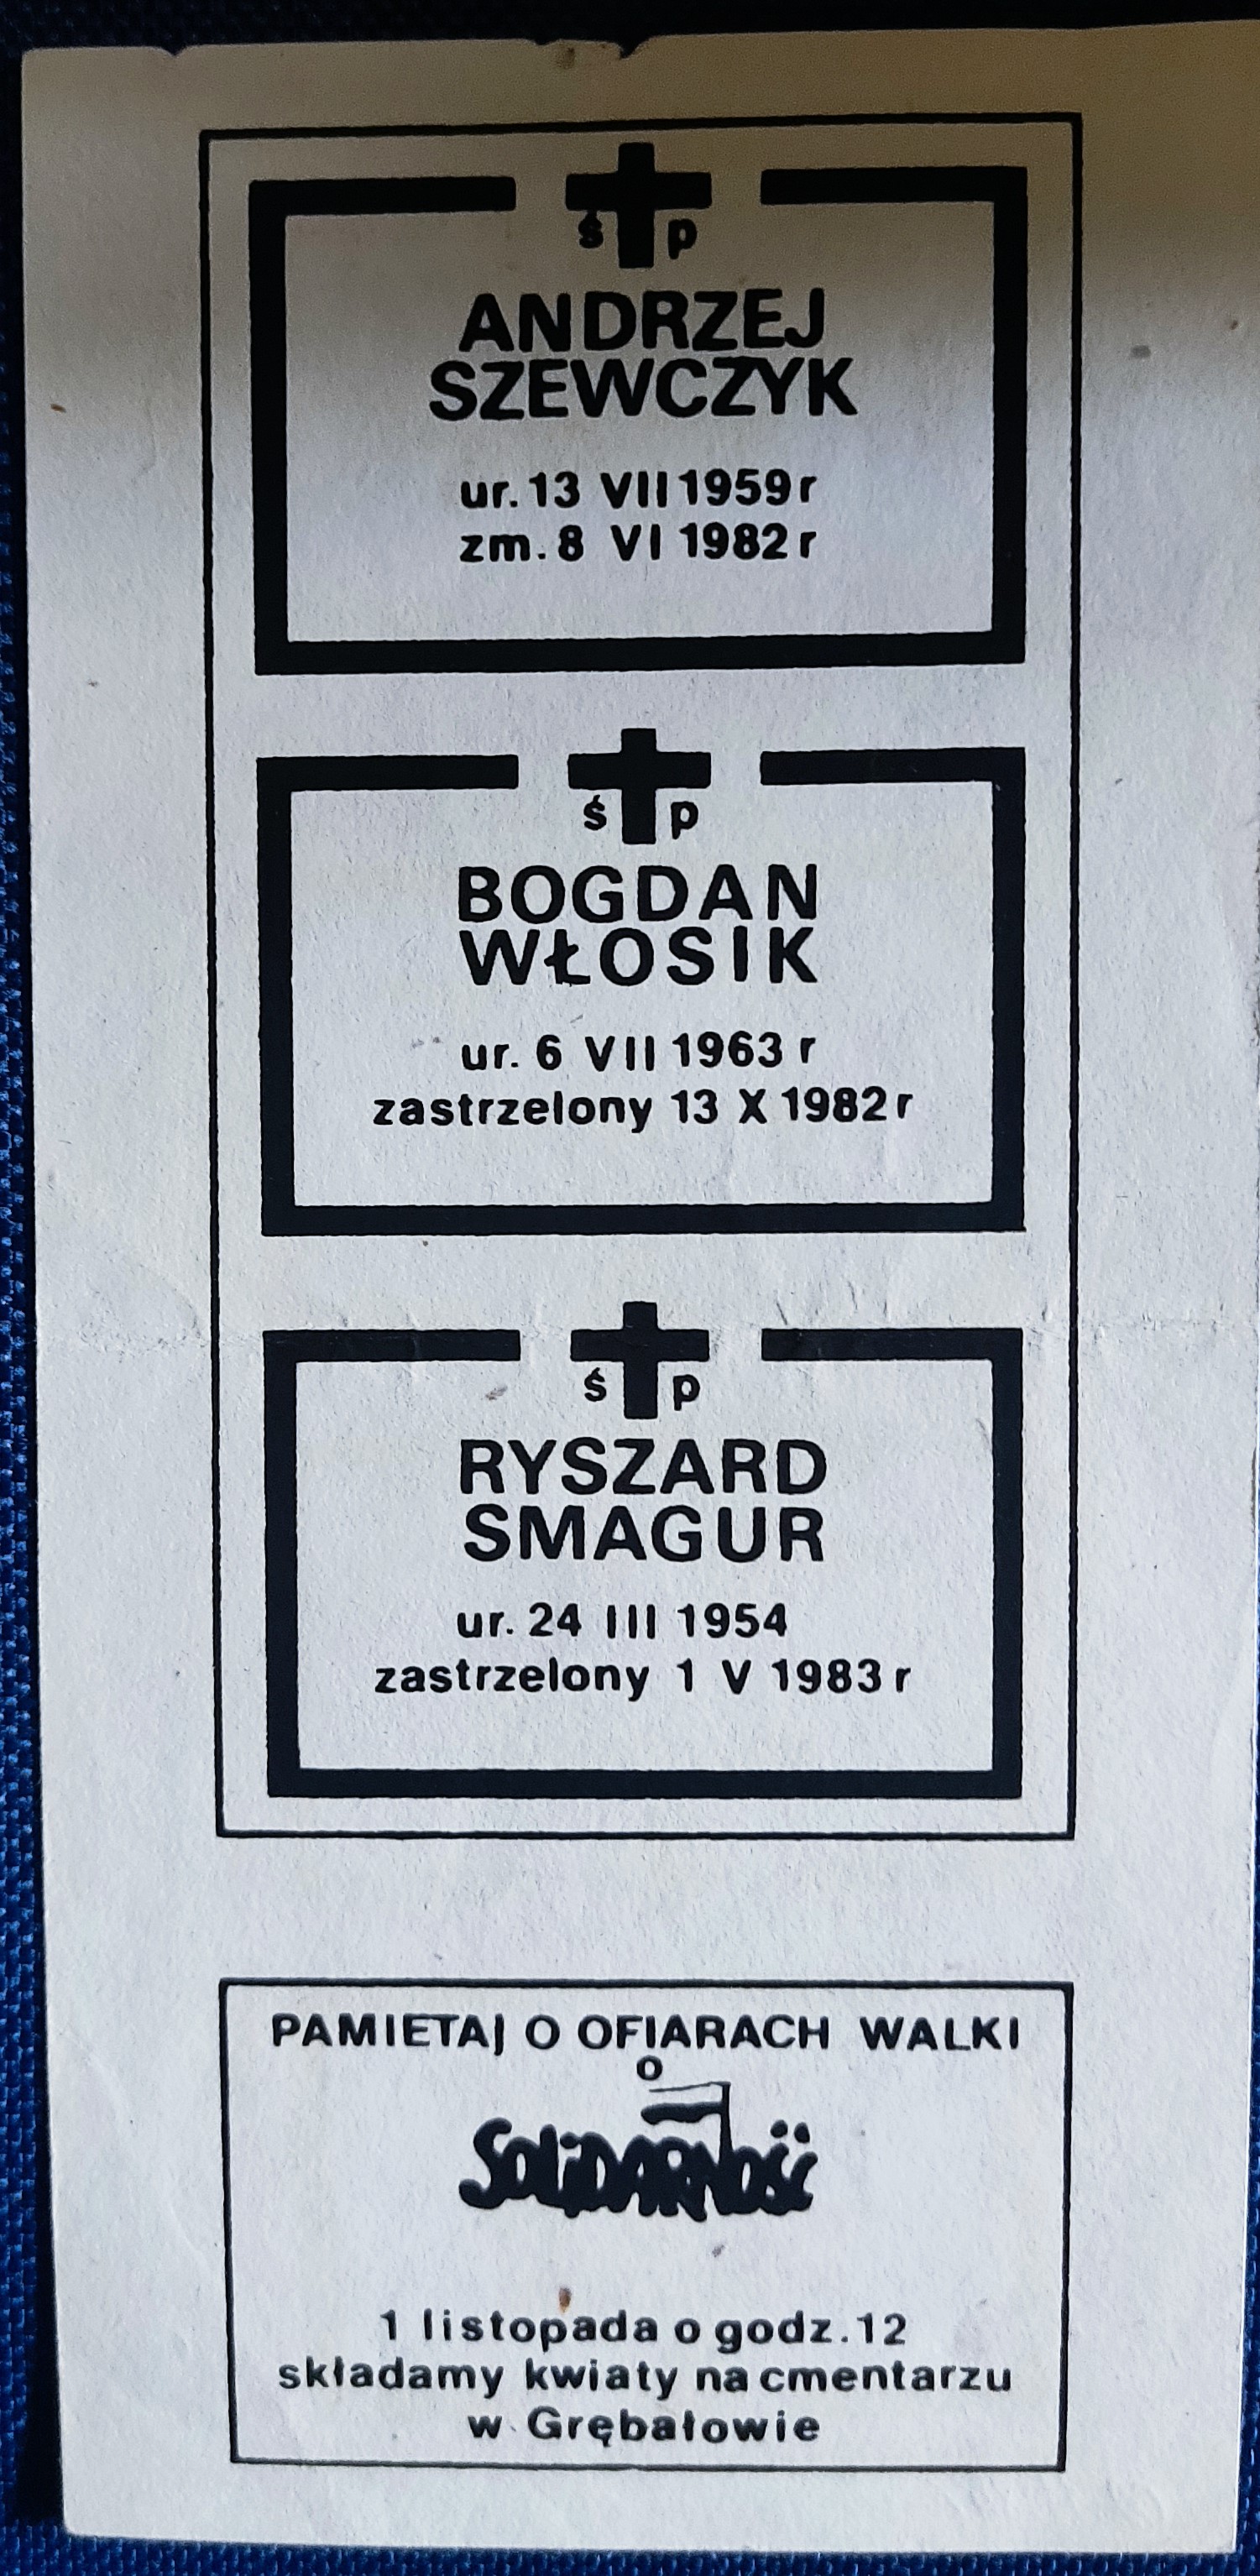 ś p
ANDRZEJ
SZEWCZYK
ur. 13 VII 1959 r
zm. 8 VI 1982 r
ś p
BOGDAN
WŁOSIK
ur. 6 VII 1963 r
zastrzelony 13 X 1982 r
ś p
RYSZARD
SMAGUR
ur. 24 III 1954
zastrzelony 1 V 1983 r
PAMIETAJ O OFIARACH WALKI
O
SOLiDARNOŚĆ
1 listopada o godz. 12
składamy kwiaty na cmentarzu
w Grębałowie